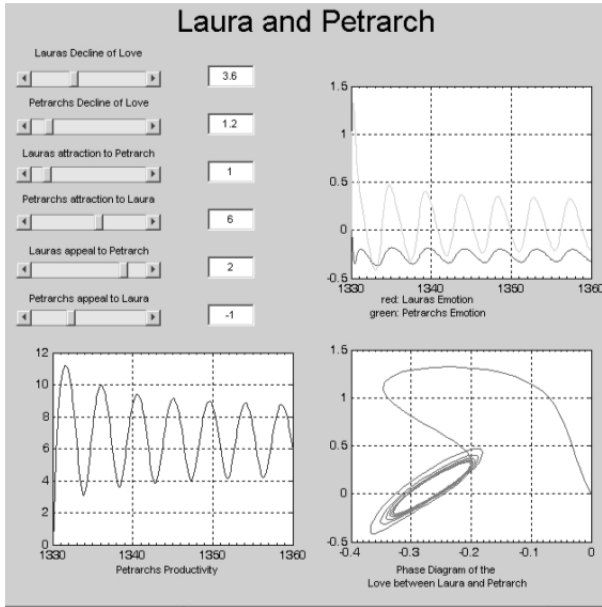 Laura and Petrarch
Lauras Decline of Love
3.6
Petrarchs Decline of Love
1.2
Lauras attraction to Petrarch
1
Petrarchs attraction to Laura
6
Lauras appeal to Petrarch
2
Petrarchs appeal to Laura
-1
1.5
1
0.5
0
-0.5
1330 1340 1350 1360
red: Lauras Emotion
green: Petrarchs Emotion
12
10
8
6
4
2
0
1330 1340 1350 1360
Petrarchs Productivity
1.5
1
0.5
0
-0.5
-0.4 -0.3 -0.2 -0.1 0
Phase Diagram of the
Love between Laura and Petrarch